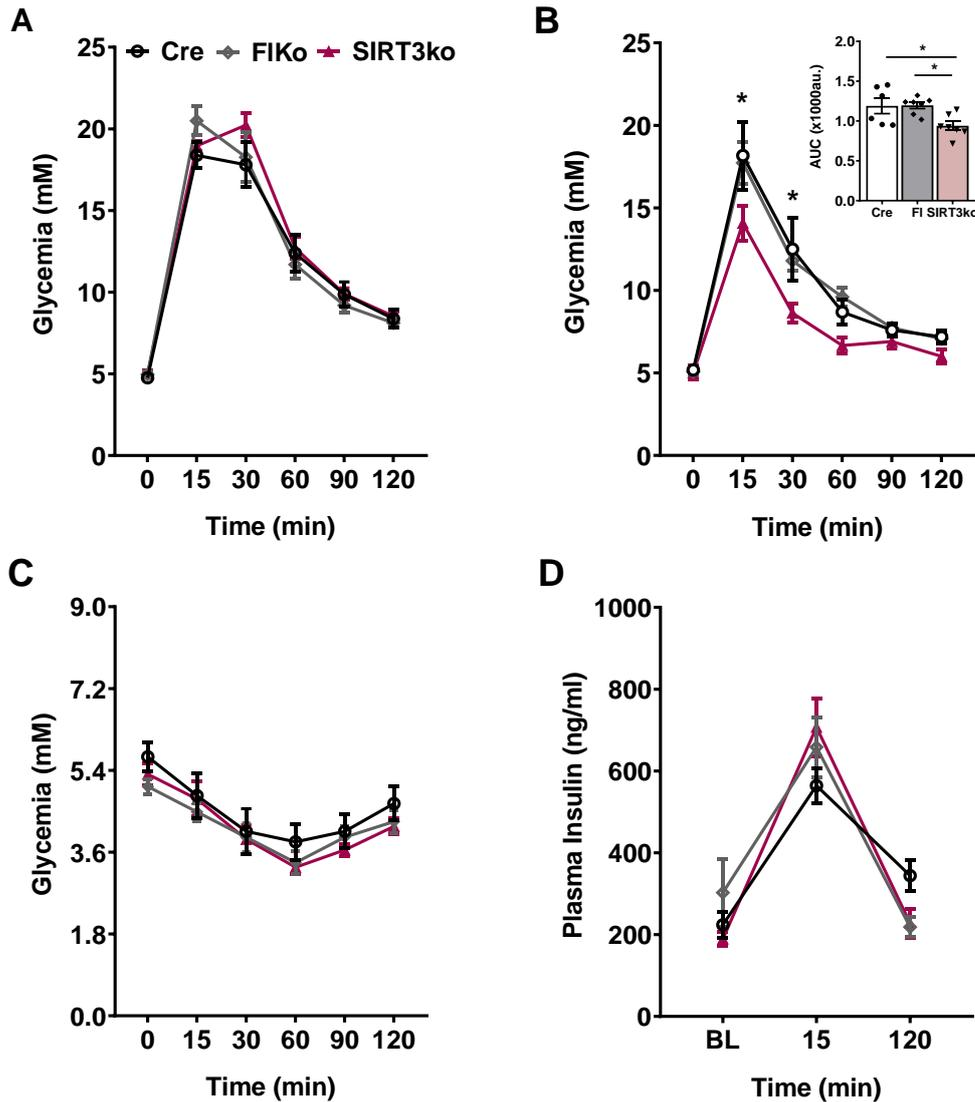 A
Cre FlKo SIRT3ko
25
20
15
10
5
0
Glycemia (mM)
0 15 30 60 90 120
Time (min)
B
25
20
15
10
5
0
Glycemia (mM)
* *
0 15 30 60 90 120
Time (min)
2.0
1.5
1.0
0.5
0.0
AUC (x1000au.)
*
*
Cre Fl SIRT3ko
C
9.0
7.2
5.4
3.6
1.8
0.0
Glycemia (mM)
0 15 30 60 90 120
Time (min)
D
1000
800
600
400
200
0
Plasma Insulin (ng/ml)
BL 15 120
Time (min)